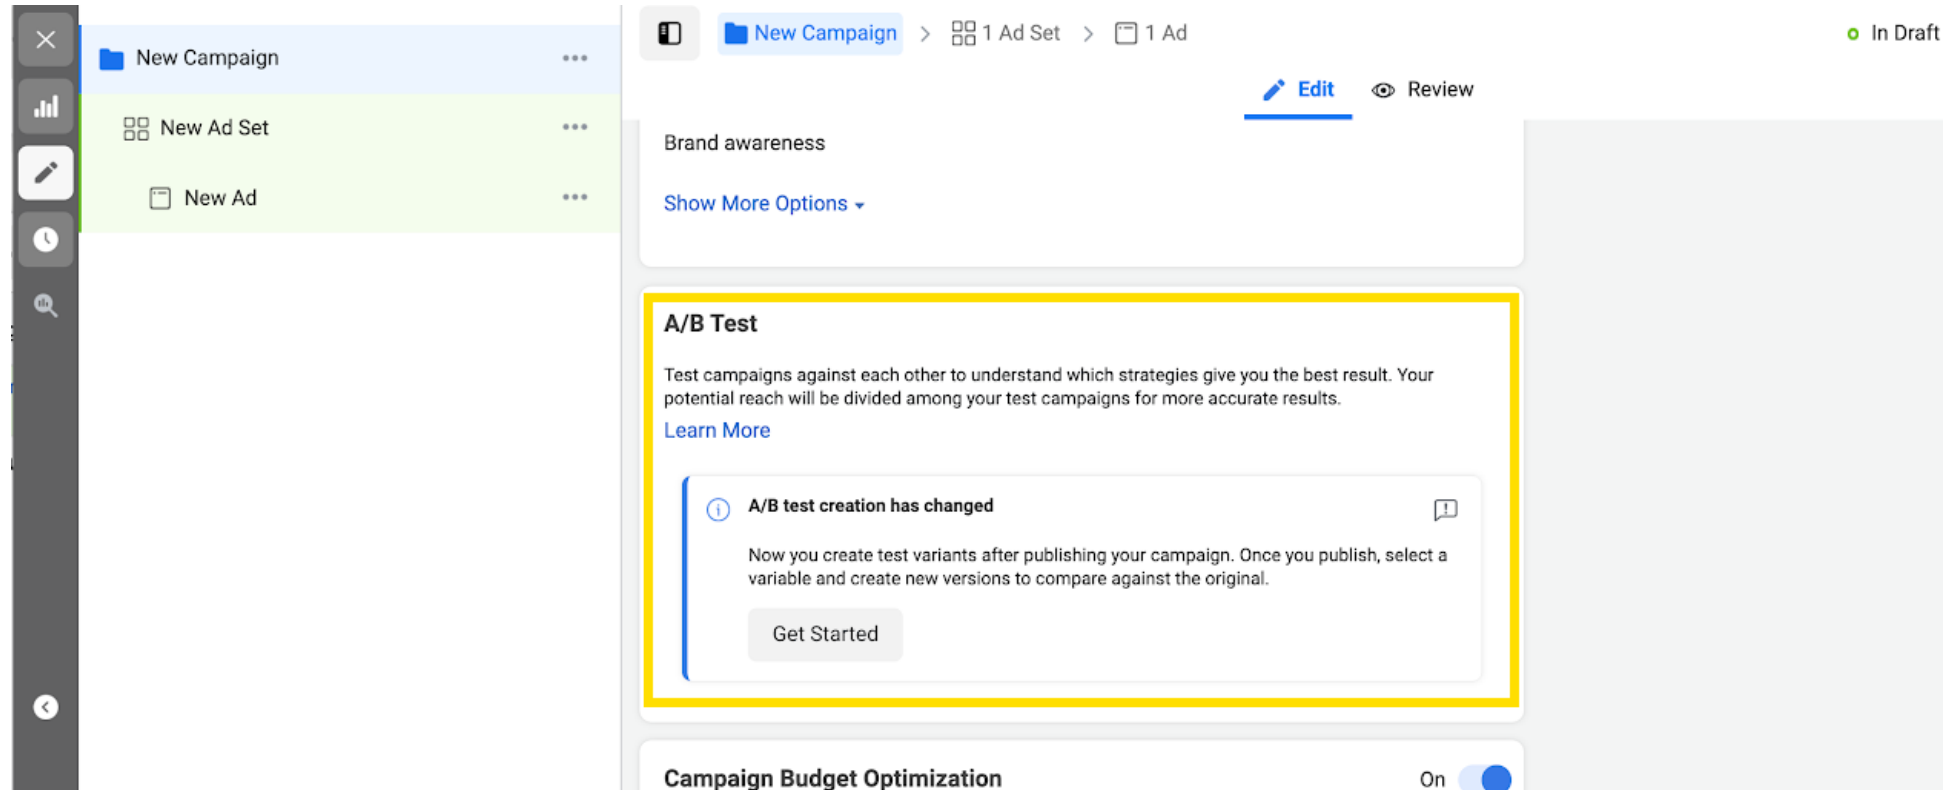 New Campaign
New Ad Set
New Ad
New Campaign > 1 Ad Set > 1 Ad
In Draft
Edit
Review
Brand awareness
Show More Options
A/B Test
Test campaigns against each other to understand which strategies give you the best result. Your
potential reach will be divided among your test campaigns for more accurate results.
Learn More
A/B test creation has changed
Now you create test variants after publishing your campaign. Once you publish, select a
variable and create new versions to compare against the original.
Get Started
Campaign Budget Optimization
On